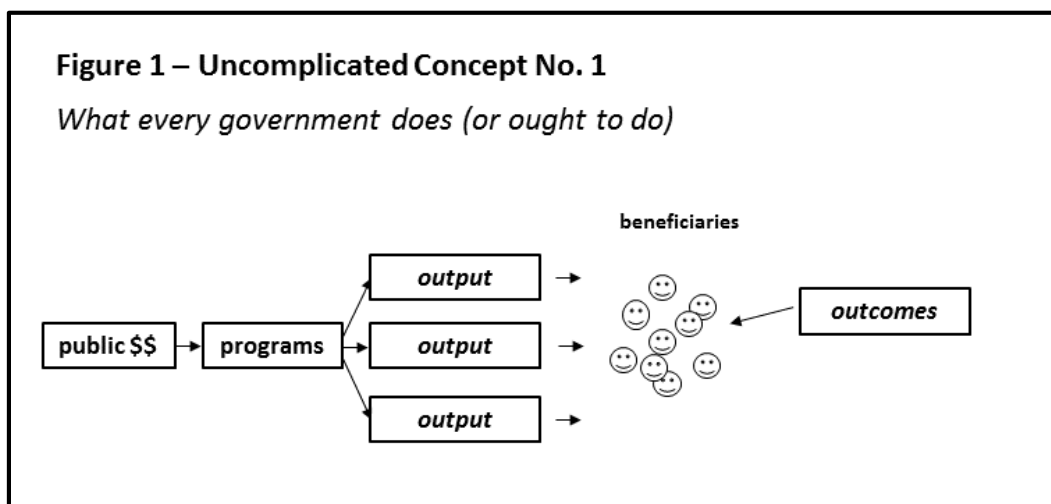 Figure 1 – Uncomplicated Concept No. 1
What every government does (or ought to do)
beneficiaries
output
outcomes
public $$
programs
output
output